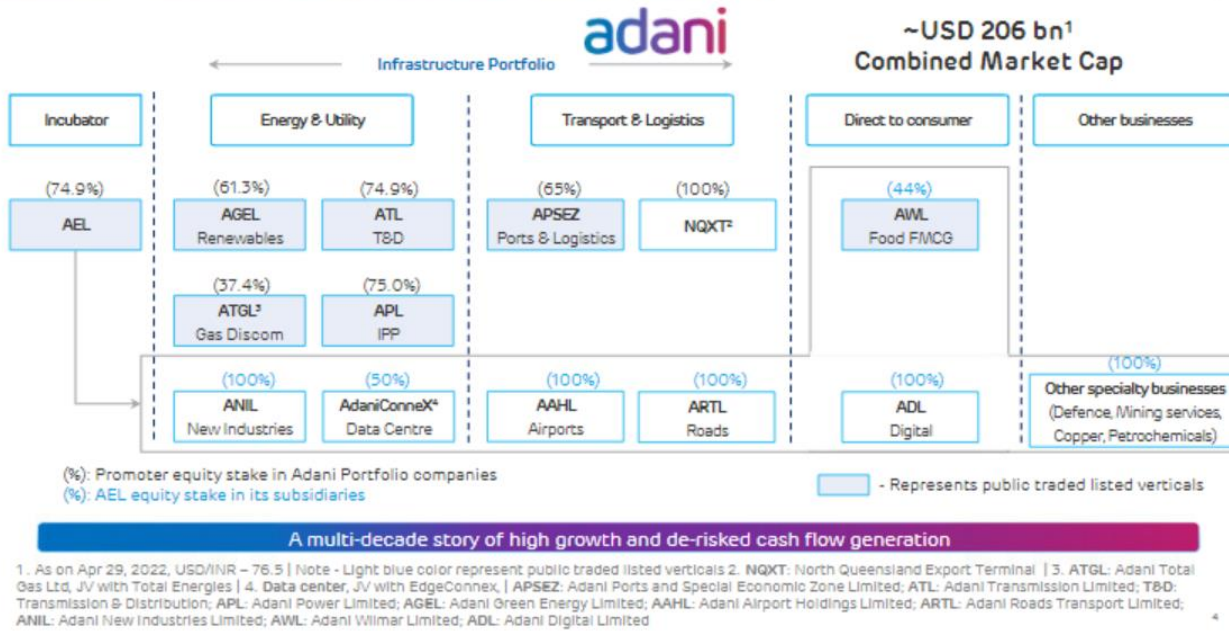 adani
~USD 206 bn¹
Combined Market Cap
Infrastructure Portfolio
Incubator
Energy & Utility
Transport & Logistics
Direct to consumer
Other businesses
(74.9%)
(61.3%)
(74.9%)
(65%)
(100%)
(44%)
AEL
AGEL
Renewables
ATL
T&D
APSEZ
Ports & Logistics
NQXT²
AWL
Food FMCG
(37.4%)
(75.0%)
ATGL³
Gas Discom
APL
IPP
(100%)
(50%)
(100%)
(100%)
(100%)
(100%)
ANIL
New Industries
AdaniConneX⁴
Data Centre
AAHL
Airports
ARTL
Roads
ADL
Digital
Other specialty businesses
(Defence, Mining services,
Copper, Petrochemicals)
(%): Promoter equity stake in Adani Portfolio companies
(%): AEL equity stake in its subsidiaries
- Represents public traded listed verticals
A multi-decade story of high growth and de-risked cash flow generation
1. As on Apr 29, 2022, USD/INR – 76.5 | Note - Light blue color represent public traded listed verticals 2. NQXT: North Queensland Export Terminal | 3. ATGL: Adani Total
Gas Ltd, JV with Total Energies | 4. Data center, JV with EdgeConnex, | APSEZ: Adani Ports and Special Economic Zone Limited; ATL: Adani Transmission Limited; T&D:
Transmission & Distribution; APL: Adani Power Limited; AGEL: Adani Green Energy Limited; AAHL: Adani Airport Holdings Limited; ARTL: Adani Roads Transport Limited;
ANIL: Adani New Industries Limited; AWL: Adani Wilmar Limited; ADL: Adani Digital Limited
4